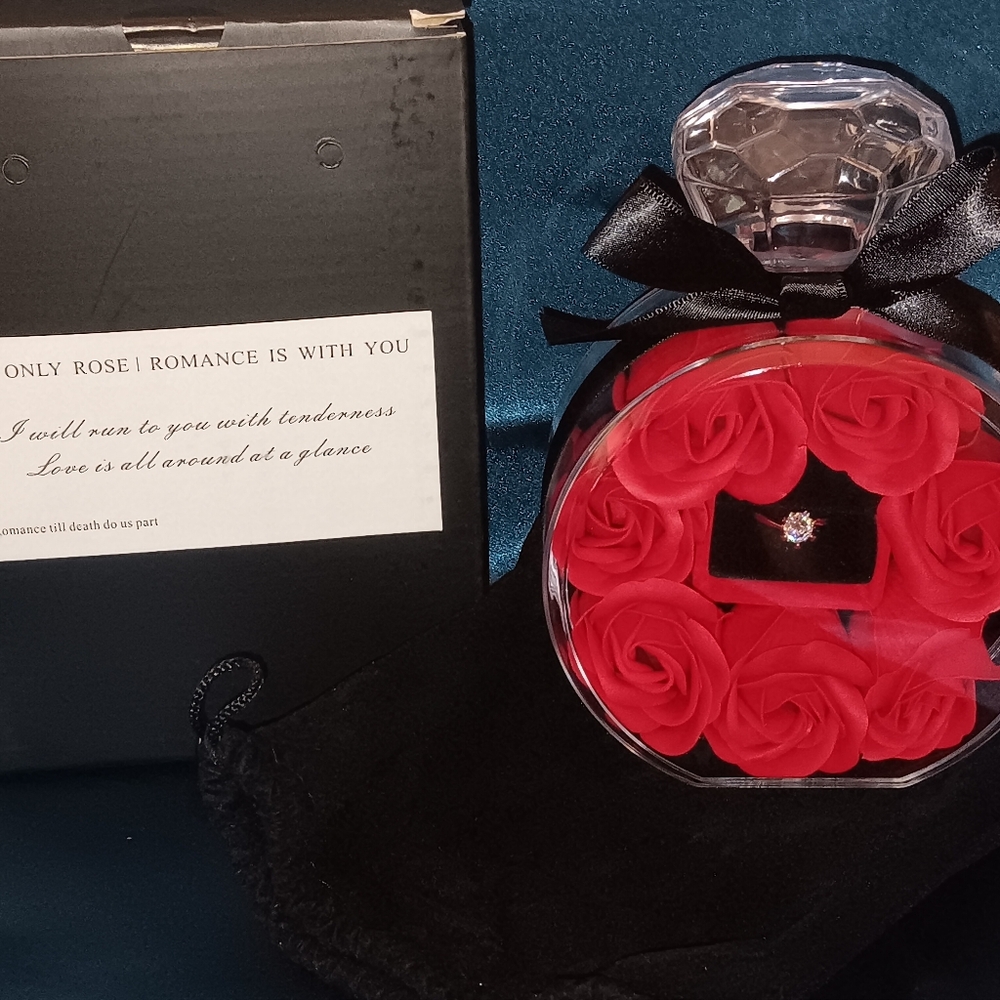 ONLY ROSE | ROMANCE IS WITH YOU
I will run to you with tenderness
Love is all around at a glance
romance till death do us part